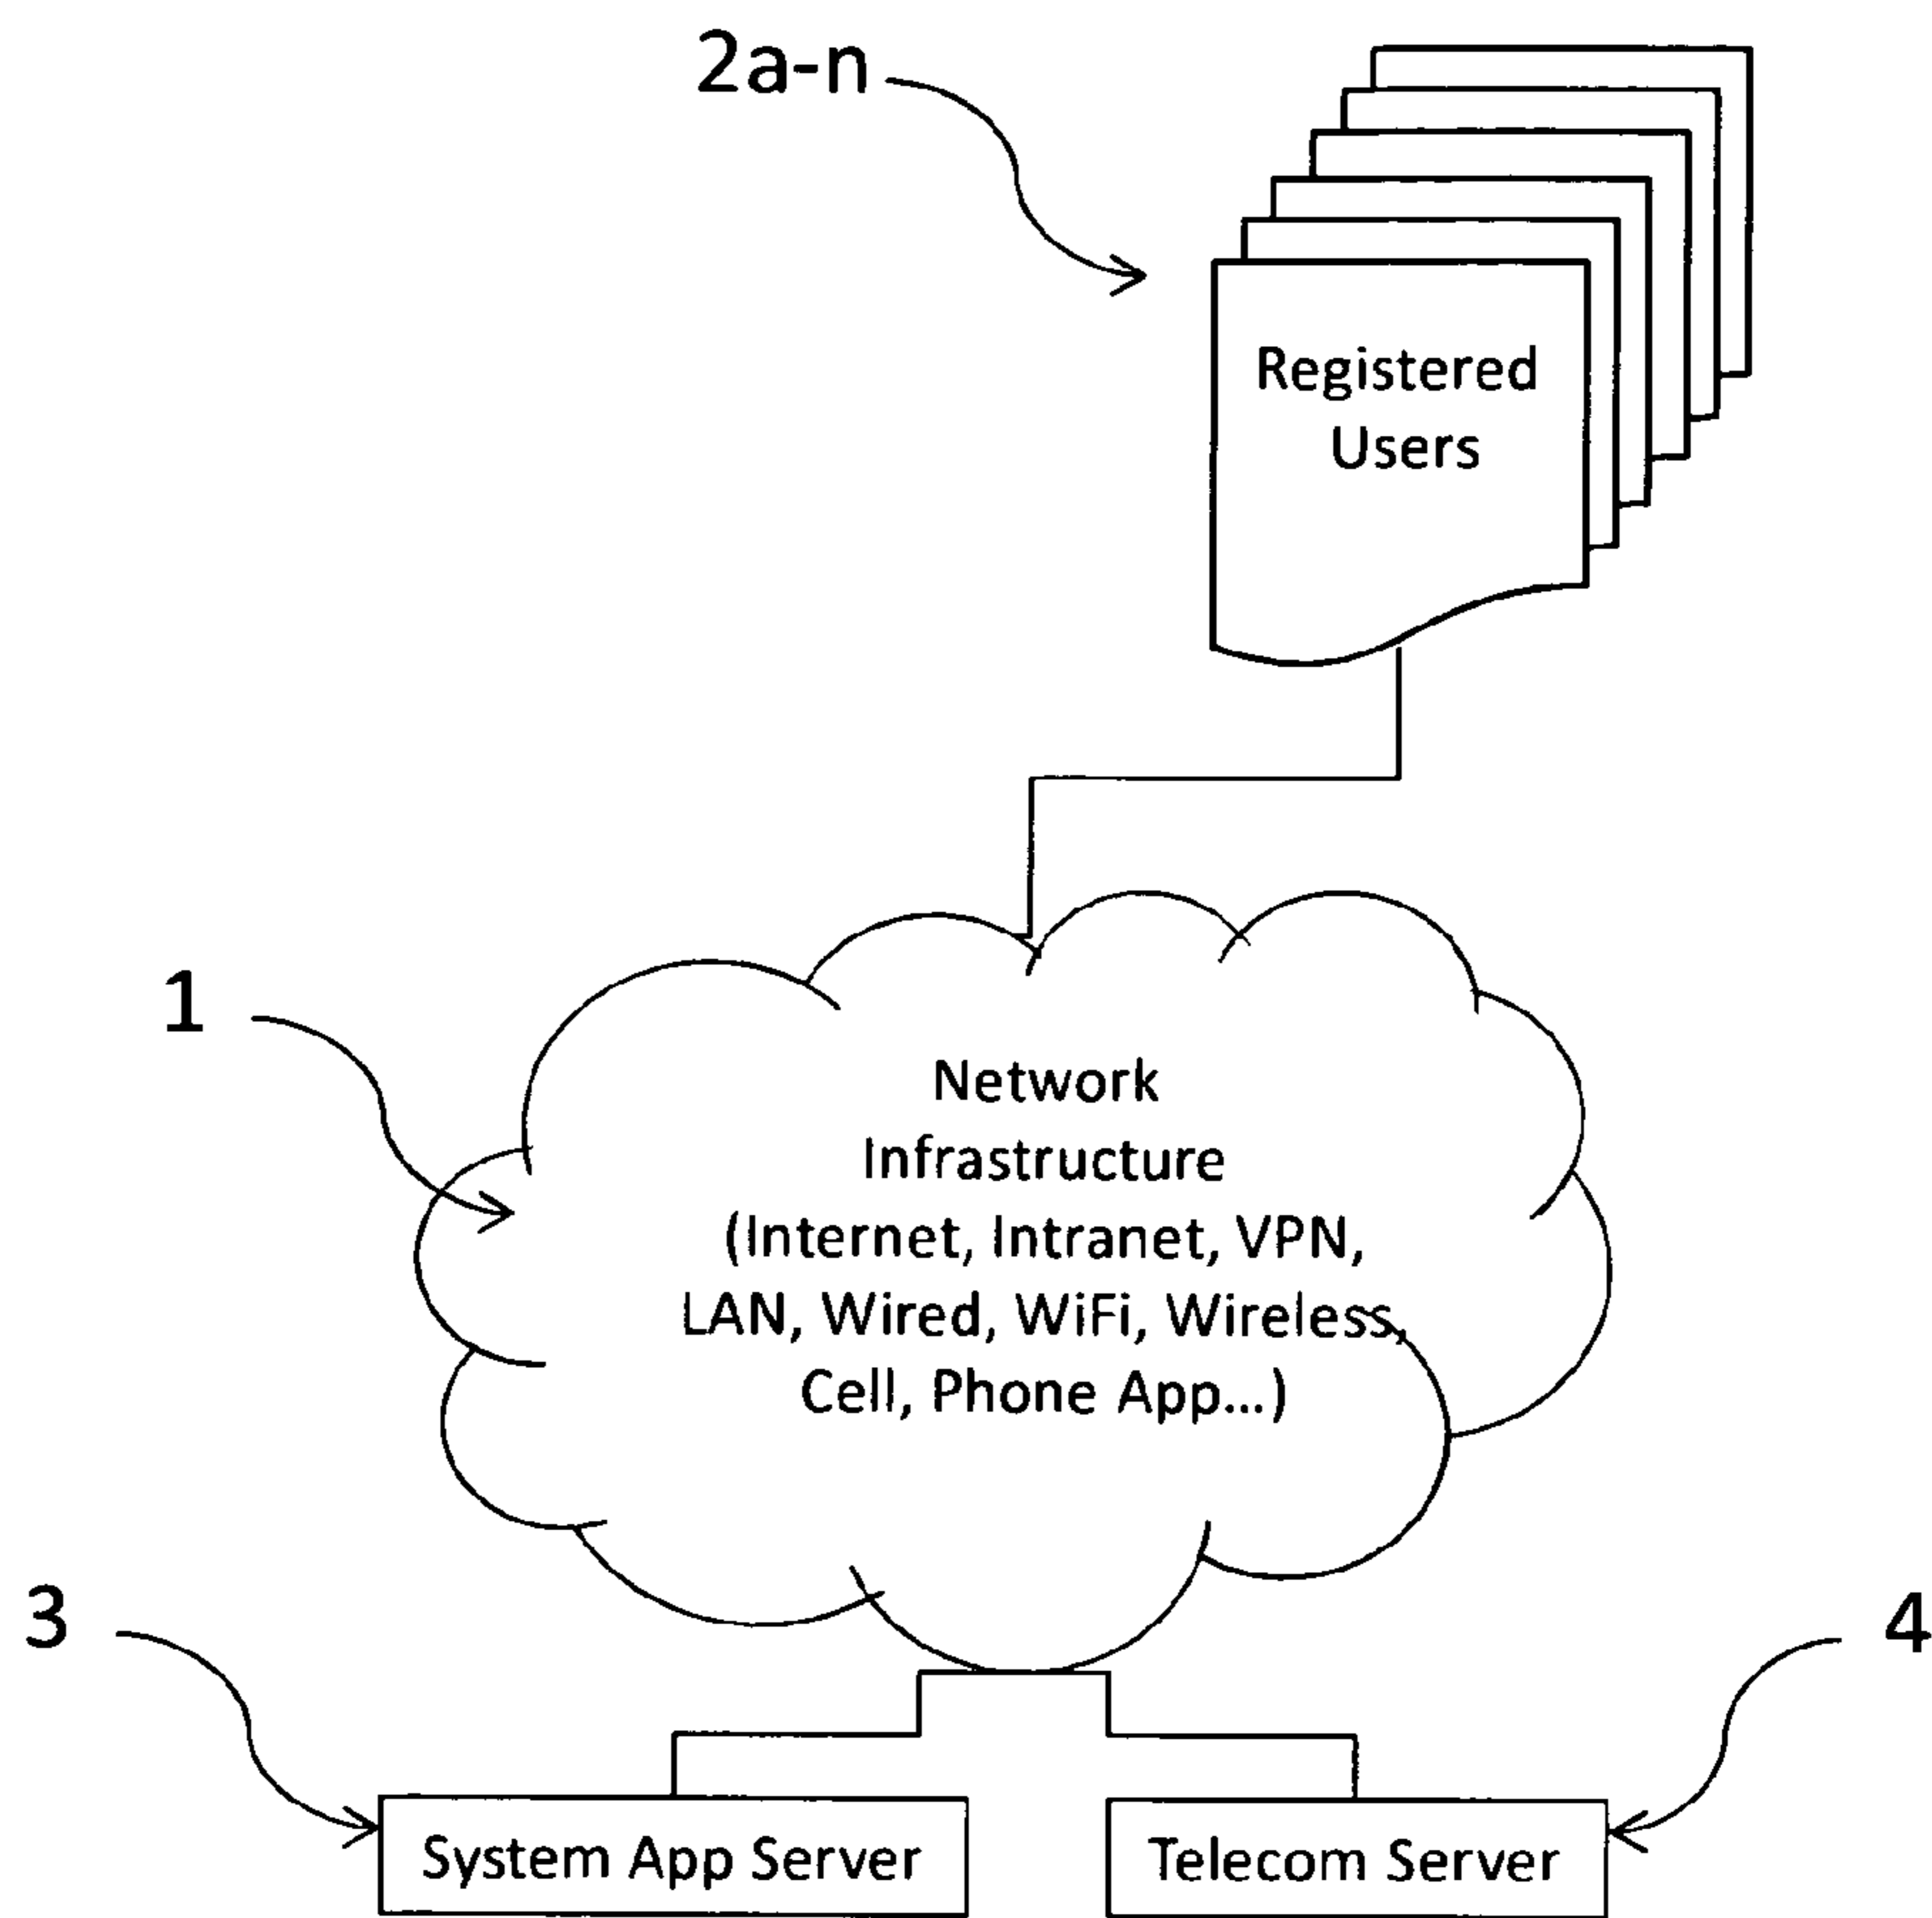 2a-n
Registered
Users
1
Network
Infrastructure
(Internet, Intranet, VPN,
LAN, Wired, WiFi, Wireless,
Cell, Phone App...)
3
4
System App Server
Telecom Server